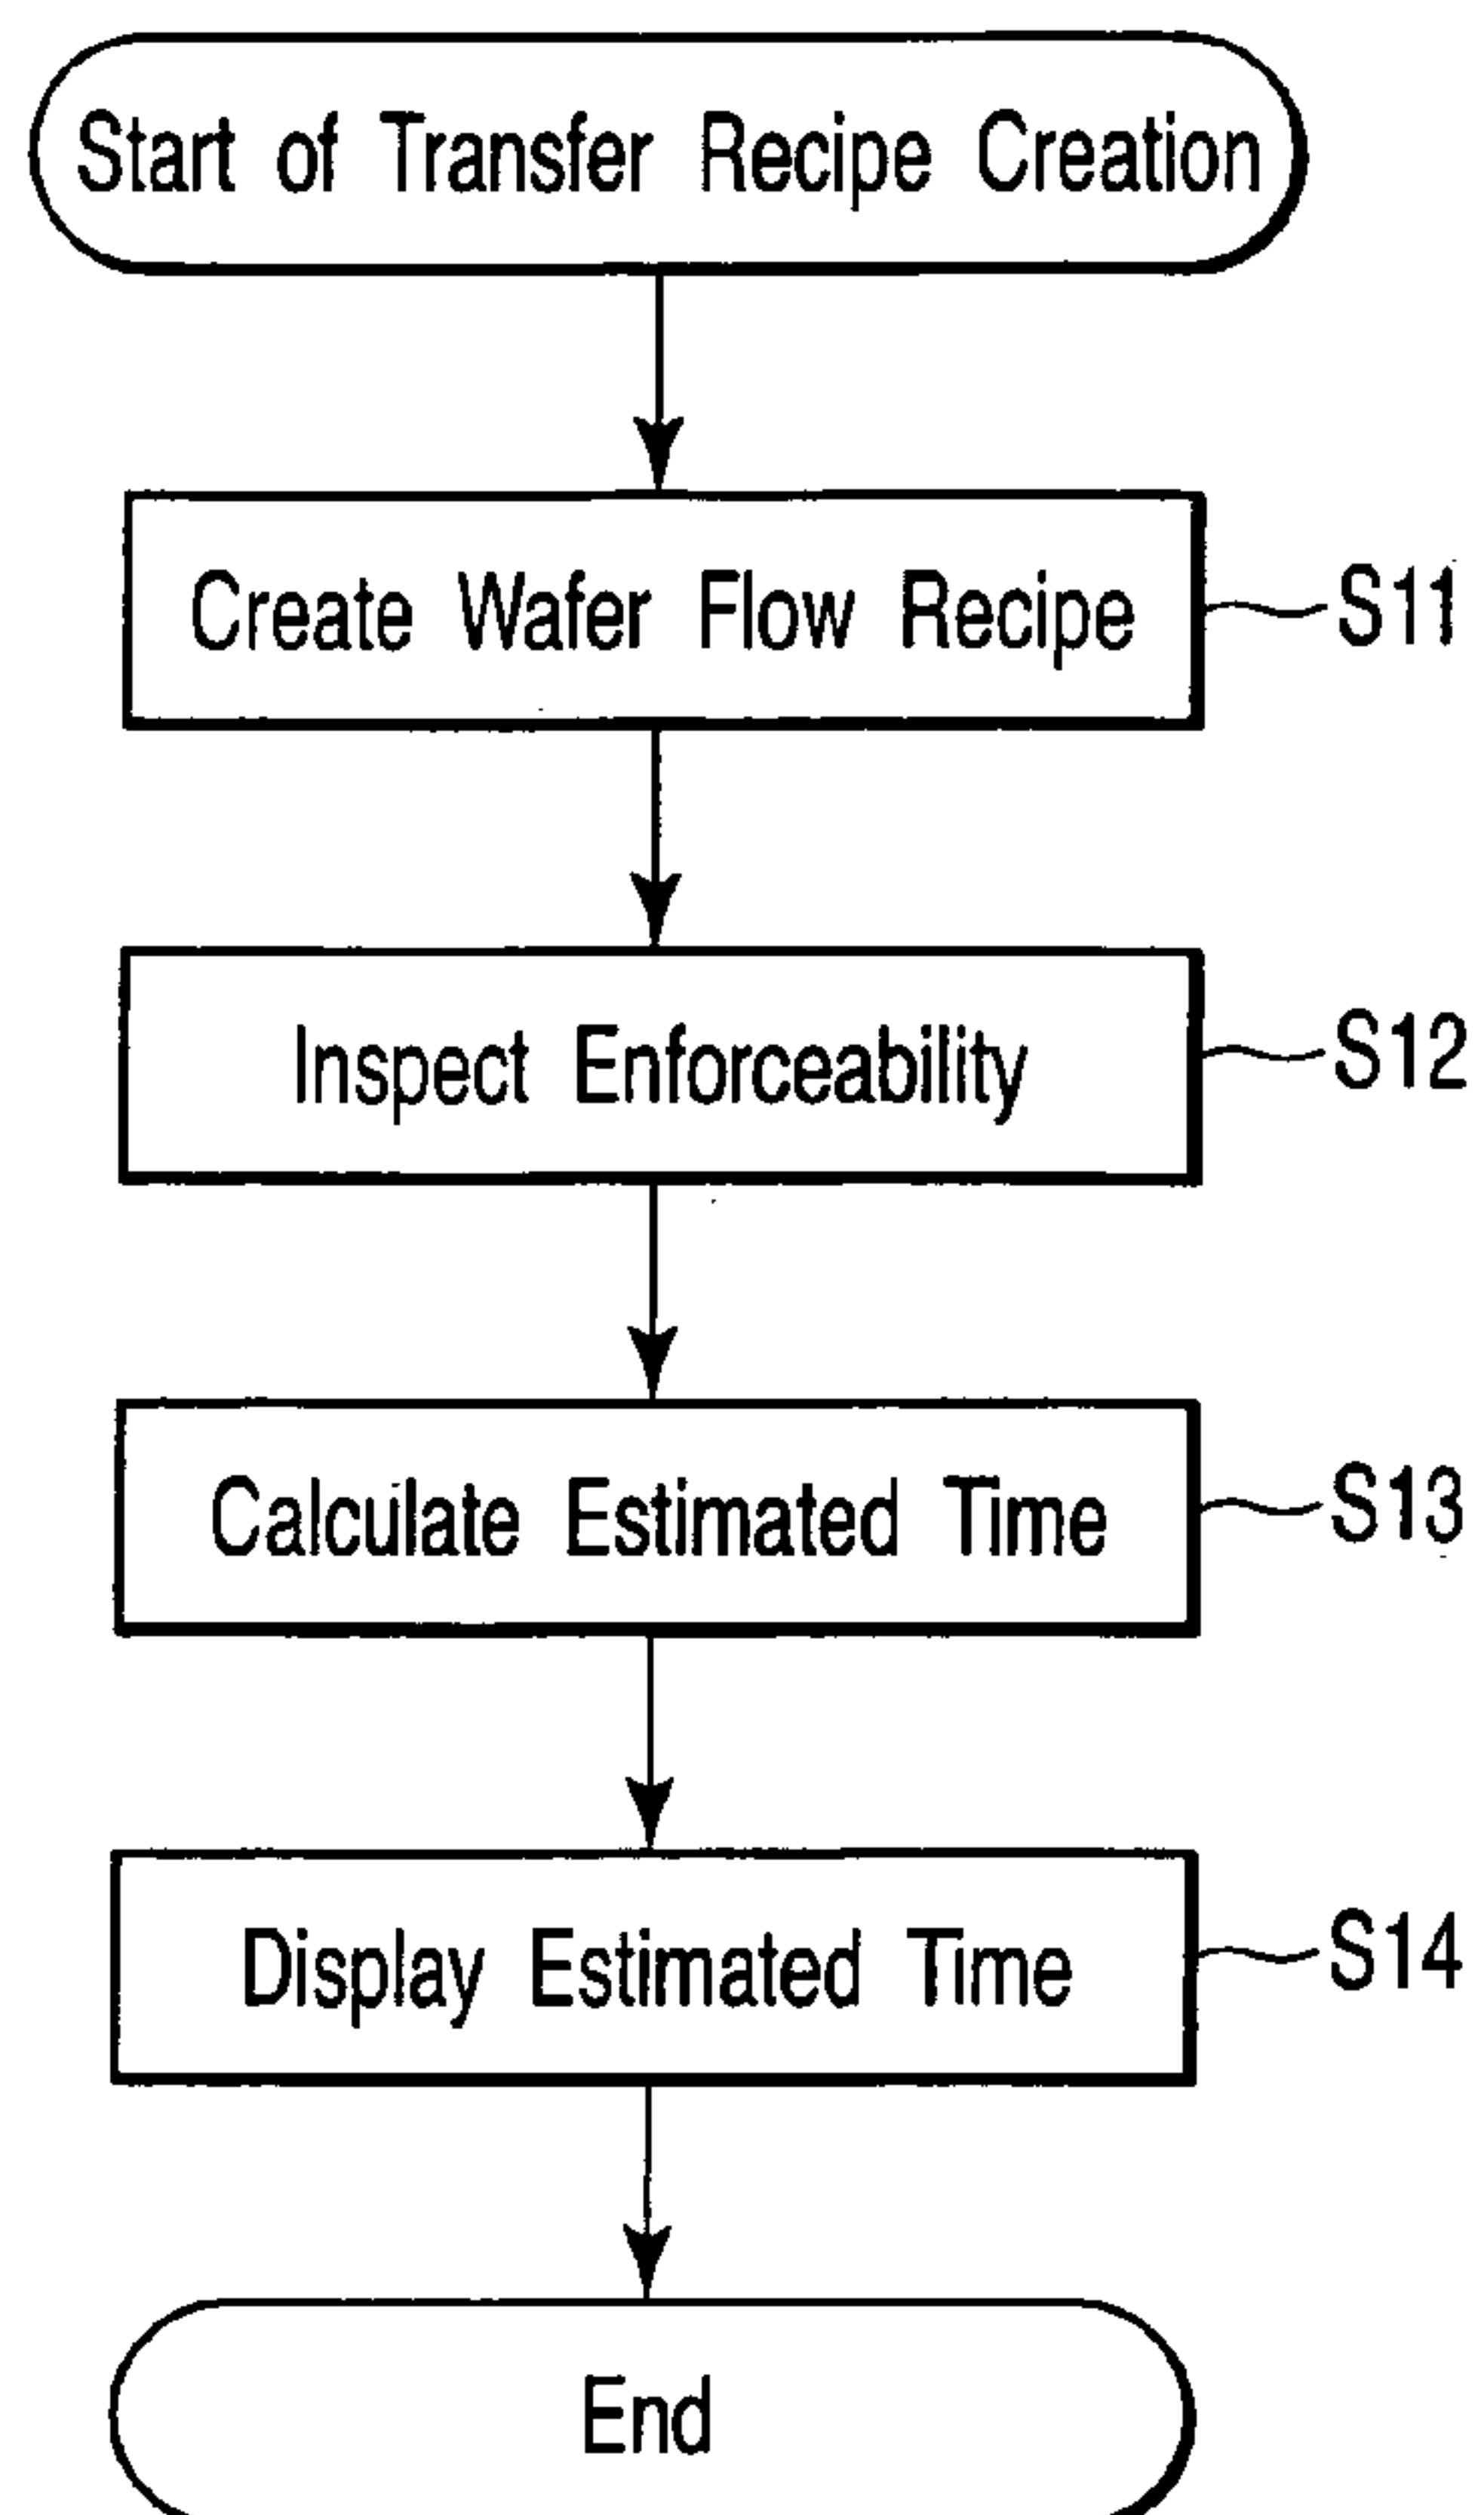 Start of Transfer Recipe Creation
Create Wafer Flow Recipe
S11
Inspect Enforceability
S12
Calculate Estimated Time
S13
Display Estimated Time
S14
End